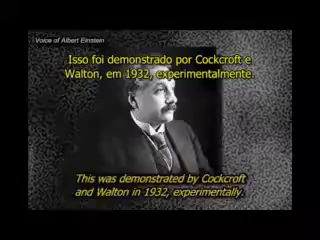 Voice of Albert Einstein
Isso foi demonstrado por Cockcroft e
Walton, em 1932, experimentalmente.
This was demonstrated by Cockcroft
and Walton in 1932, experimentally.